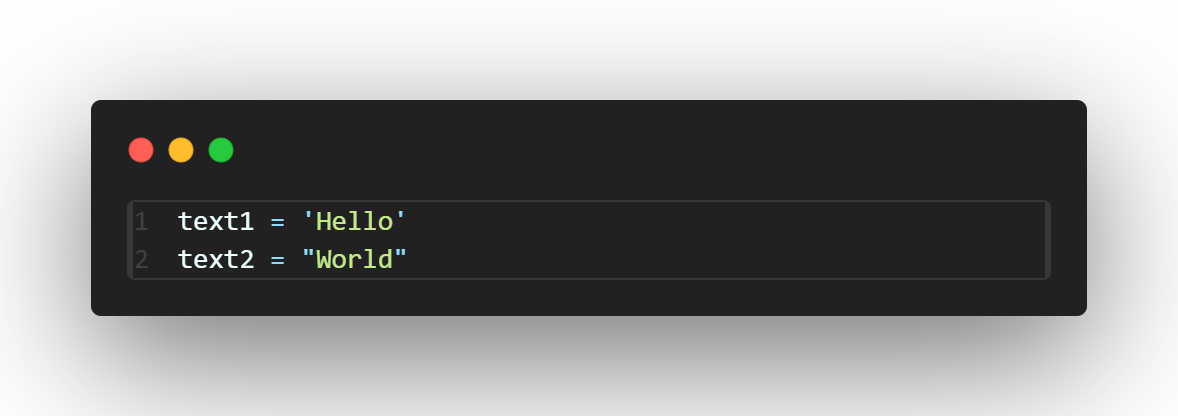 1 text1 = 'Hello'
2 text2 = "World"